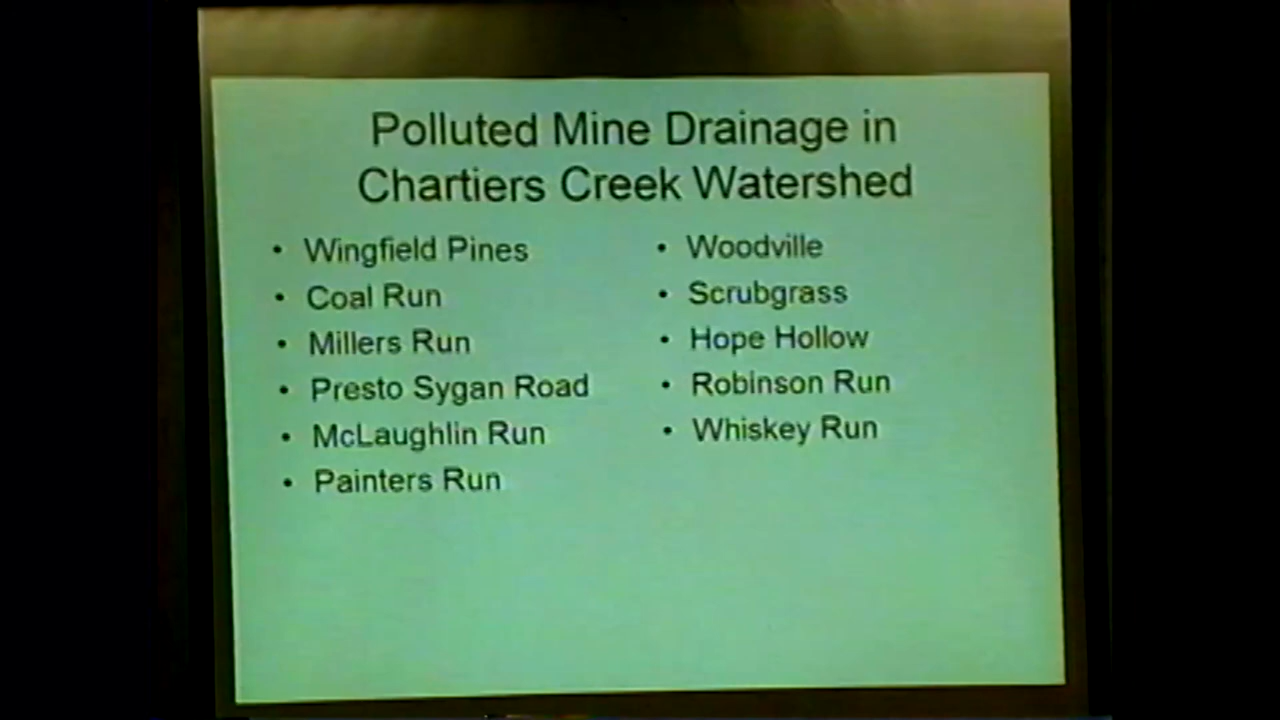 Polluted Mine Drainage in
Chartiers Creek Watershed
• Wingfield Pines
• Coal Run
• Millers Run
• Presto Sygan Road
• McLaughlin Run
• Painters Run
• Woodville
• Scrubgrass
• Hope Hollow
• Robinson Run
• Whiskey Run